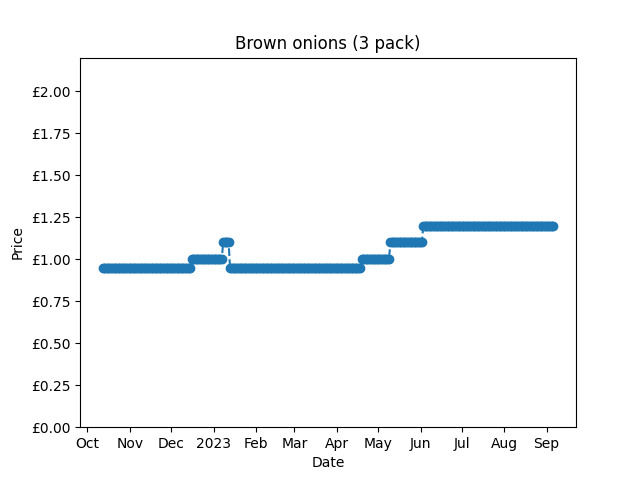 Brown onions (3 pack)
£2.00
£1.75
£1.50
£1.25
£1.00
£0.75
£0.50
£0.25
£0.00
Price
Oct Nov Dec 2023 Feb Mar Apr May Jun Jul Aug Sep
Date